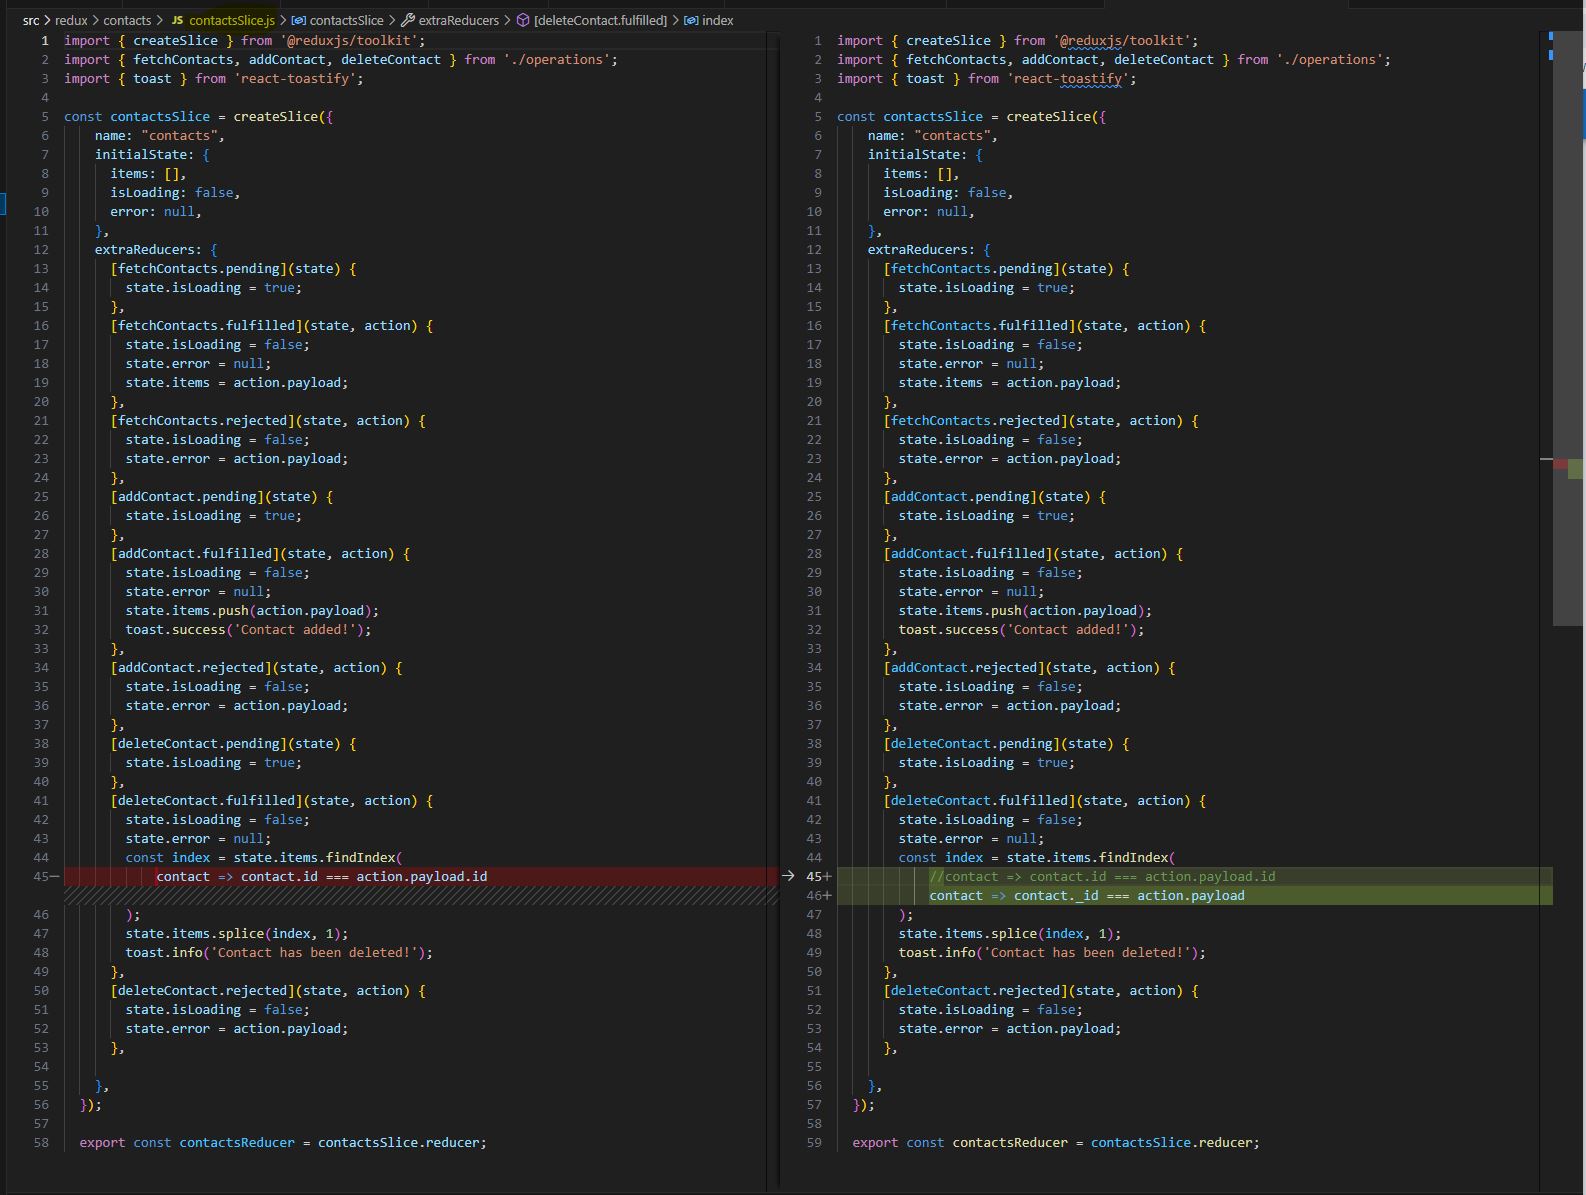 src > redux > contacts > JS contactsSlice.js > contactsSlice > extraReducers > [deleteContact.fulfilled] > index
1 import { createSlice } from '@reduxjs/toolkit';
2 import { fetchContacts, addContact, deleteContact } from './operations';
3 import { toast } from 'react-toastify';
4
5 const contactsSlice = createSlice({
6 name: "contacts",
7 initialState: {
8 items: [],
9 isLoading: false,
10 error: null,
11 },
12 extraReducers: {
13 [fetchContacts.pending](state) {
14 state.isLoading = true;
15 },
16 [fetchContacts.fulfilled](state, action) {
17 state.isLoading = false;
18 state.error = null;
19 state.items = action.payload;
20 },
21 [fetchContacts.rejected](state, action) {
22 state.isLoading = false;
23 state.error = action.payload;
24 },
25 [addContact.pending](state) {
26 state.isLoading = true;
27 },
28 [addContact.fulfilled](state, action) {
29 state.isLoading = false;
30 state.error = null;
31 state.items.push(action.payload);
32 toast.success('Contact added!');
33 },
34 [addContact.rejected](state, action) {
35 state.isLoading = false;
36 state.error = action.payload;
37 },
38 [deleteContact.pending](state) {
39 state.isLoading = true;
40 },
41 [deleteContact.fulfilled](state, action) {
42 state.isLoading = false;
43 state.error = null;
44 const index = state.items.findIndex(
45— contact => contact.id === action.payload.id
46 );
47 state.items.splice(index, 1);
48 toast.info('Contact has been deleted!');
49 },
50 [deleteContact.rejected](state, action) {
51 state.isLoading = false;
52 state.error = action.payload;
53 },
54
55 },
56 });
57
58 export const contactsReducer = contactsSlice.reducer;
1 import { createSlice } from '@reduxjs/toolkit';
2 import { fetchContacts, addContact, deleteContact } from './operations';
3 import { toast } from 'react-toastify';
4
5 const contactsSlice = createSlice({
6 name: "contacts",
7 initialState: {
8 items: [],
9 isLoading: false,
10 error: null,
11 },
12 extraReducers: {
13 [fetchContacts.pending](state) {
14 state.isLoading = true;
15 },
16 [fetchContacts.fulfilled](state, action) {
17 state.isLoading = false;
18 state.error = null;
19 state.items = action.payload;
20 },
21 [fetchContacts.rejected](state, action) {
22 state.isLoading = false;
23 state.error = action.payload;
24 },
25 [addContact.pending](state) {
26 state.isLoading = true;
27 },
28 [addContact.fulfilled](state, action) {
29 state.isLoading = false;
30 state.error = null;
31 state.items.push(action.payload);
32 toast.success('Contact added!');
33 },
34 [addContact.rejected](state, action) {
35 state.isLoading = false;
36 state.error = action.payload;
37 },
38 [deleteContact.pending](state) {
39 state.isLoading = true;
40 },
41 [deleteContact.fulfilled](state, action) {
42 state.isLoading = false;
43 state.error = null;
44 const index = state.items.findIndex(
45+ //contact => contact.id === action.payload.id
46+ contact => contact._id === action.payload
47 );
48 state.items.splice(index, 1);
49 toast.info('Contact has been deleted!');
50 },
51 [deleteContact.rejected](state, action) {
52 state.isLoading = false;
53 state.error = action.payload;
54 },
55
56 },
57 });
58
59 export const contactsReducer = contactsSlice.reducer;